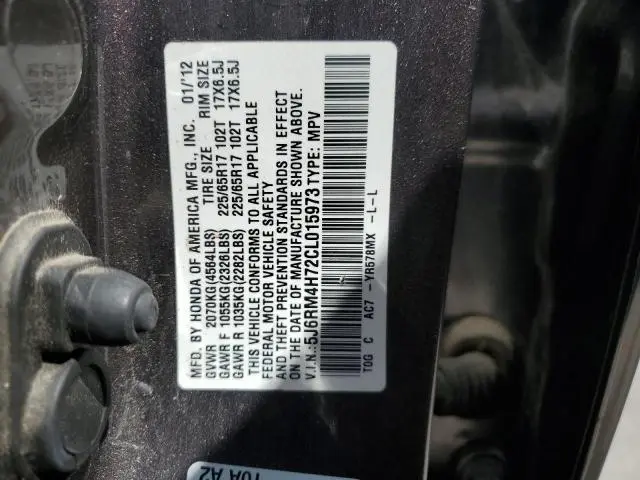 MFD. BY HONDA OF AMERICA MFG., INC. 01/'12
GVWR 2070KG(4564LBS) TIRE SIZE RIM SIZE
GAWR F 1055KG(2326LBS) 225/65R17 102T 17X6.5J
GAWR R 1035KG(2282LBS) 225/65R17 102T 17X6.5J
THIS VEHICLE CONFORMS TO ALL APPLICABLE
FEDERAL MOTOR VEHICLE SAFETY
AND THEFT PREVENTION STANDARDS IN EFFECT
ON THE DATE OF MANUFACTURE SHOWN ABOVE.
V.I.N.:5J6RM4H72CL015973 TYPE: MPV
T0G C AC7 -YR578MX -L-L
10A A2